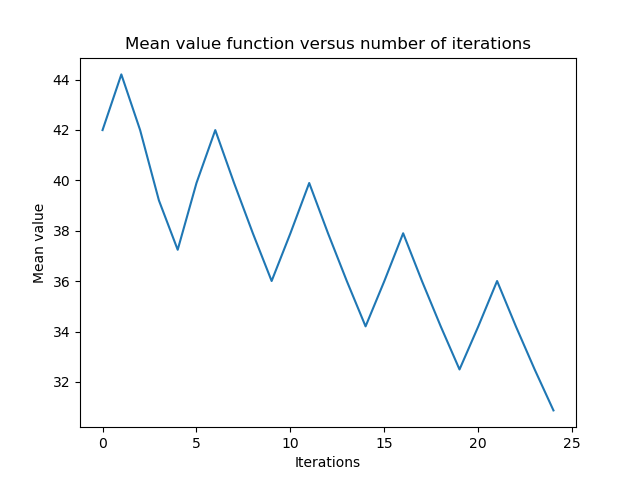 Mean value function versus number of iterations
44
42
40
38
36
34
32
Mean value
0 5 10 15 20 25
Iterations